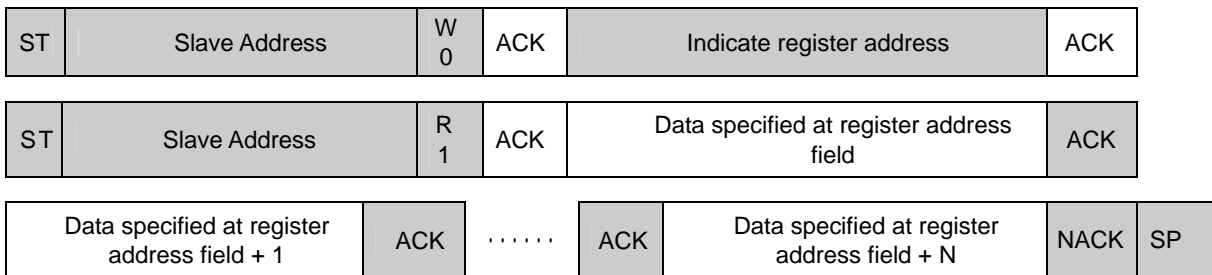 ST Slave Address W 0 ACK Indicate register address ACK
ST Slave Address R 1 ACK Data specified at register address field ACK
Data specified at register address field + 1 ACK ...... ACK Data specified at register address field + N NACK SP